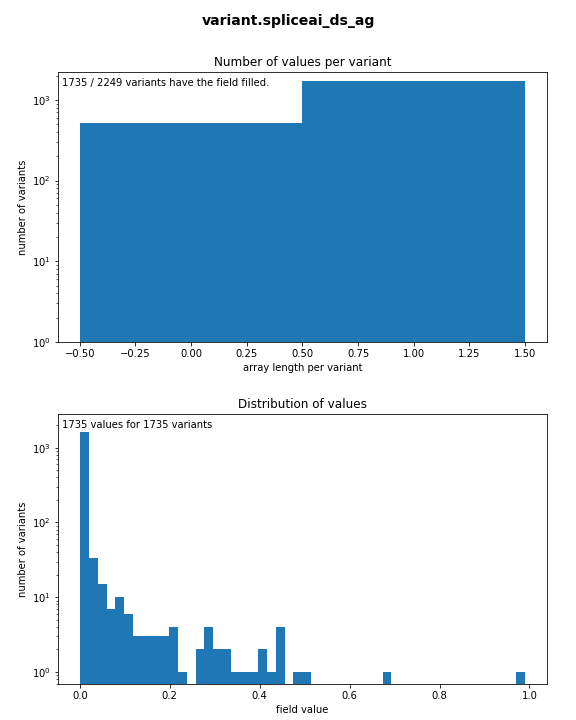 variant.spliceai_ds_ag
Number of values per variant
1735 / 2249 variants have the field filled.
10³
10²
10¹
10⁰
number of variants
−0.50 −0.25 0.00 0.25 0.50 0.75 1.00 1.25 1.50
array length per variant
Distribution of values
1735 values for 1735 variants
10³
10²
10¹
10⁰
number of variants
0.0 0.2 0.4 0.6 0.8 1.0
field value